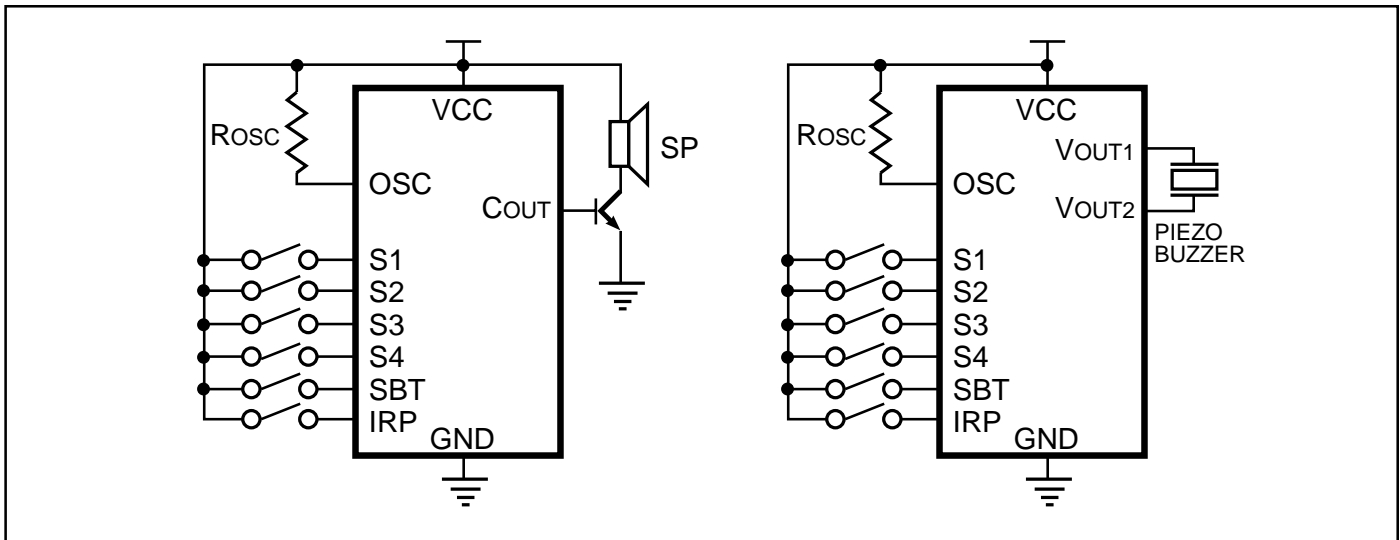 VCC
ROSC
OSC
COUT
SP
S1
S2
S3
S4
SBT
IRP
GND
VCC
ROSC
OSC
VOUT1
VOUT2
PIEZO
BUZZER
S1
S2
S3
S4
SBT
IRP
GND